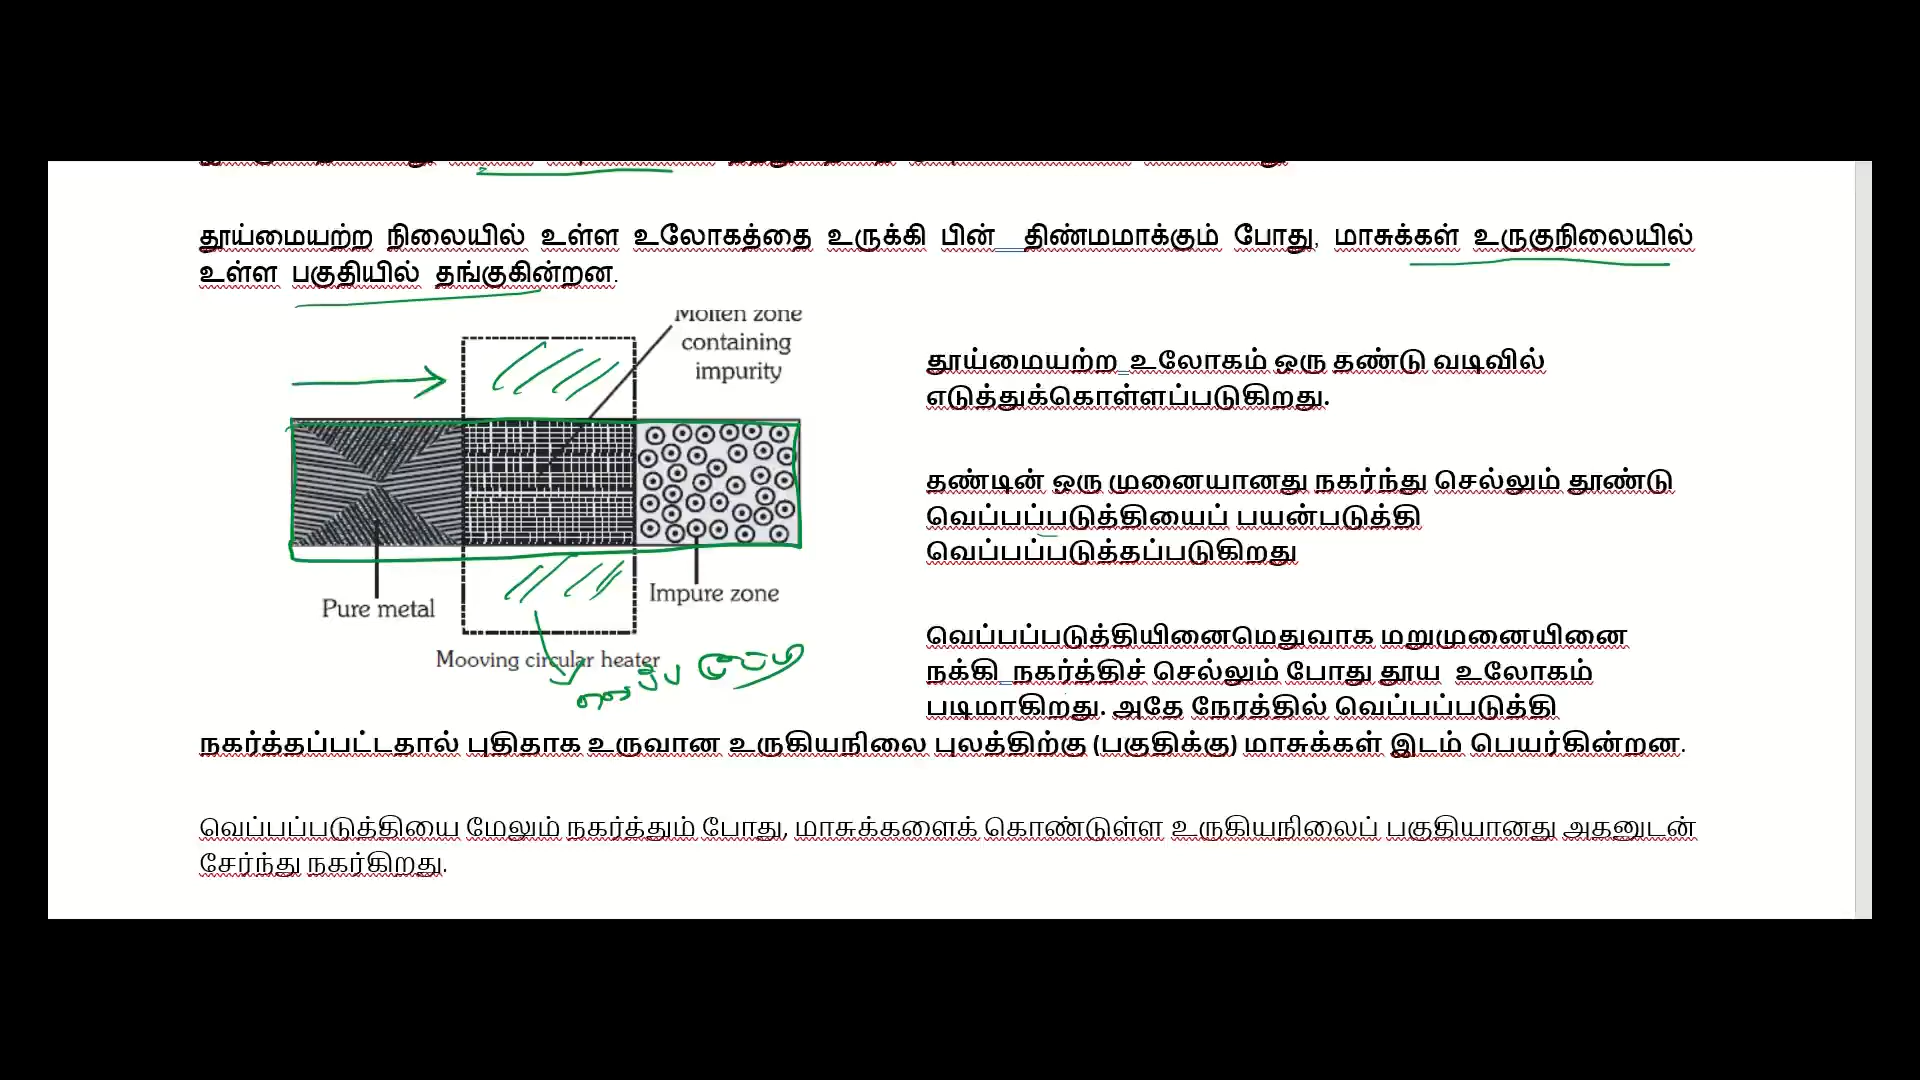 தூய்மையற்ற நிலையில் உள்ள உலோகத்தை உருக்கி பின் திண்மமாக்கும் போது, மாசுக்கள் உருகுநிலையில்
உள்ள பகுதியில் தங்குகின்றன.
Molten zone
containing
impurity
Pure metal
Impure zone
Mooving circular heater
தூய்மையற்ற உலோகம் ஒரு தண்டு வடிவில்
எடுத்துக்கொள்ளப்படுகிறது.
தண்டின் ஒரு முனையானது நகர்ந்து செல்லும் தூண்டு
வெப்பப்படுத்தியைப் பயன்படுத்தி
வெப்பப்படுத்தப்படுகிறது
வெப்பப்படுத்தியினைமெதுவாக மறுமுனையினை
நக்கி நகர்த்திச் செல்லும் போது தூய உலோகம்
படிமாகிறது. அதே நேரத்தில் வெப்பப்படுத்தி
நகர்த்தப்பட்டதால் புதிதாக உருவான உருகியநிலை புலத்திற்கு (பகுதிக்கு) மாசுக்கள் இடம் பெயர்கின்றன.
வெப்பப்படுத்தியை மேலும் நகர்த்தும் போது, மாசுக்களைக் கொண்டுள்ள உருகியநிலைப் பகுதியானது அதனுடன்
சேர்ந்து நகர்கிறது.